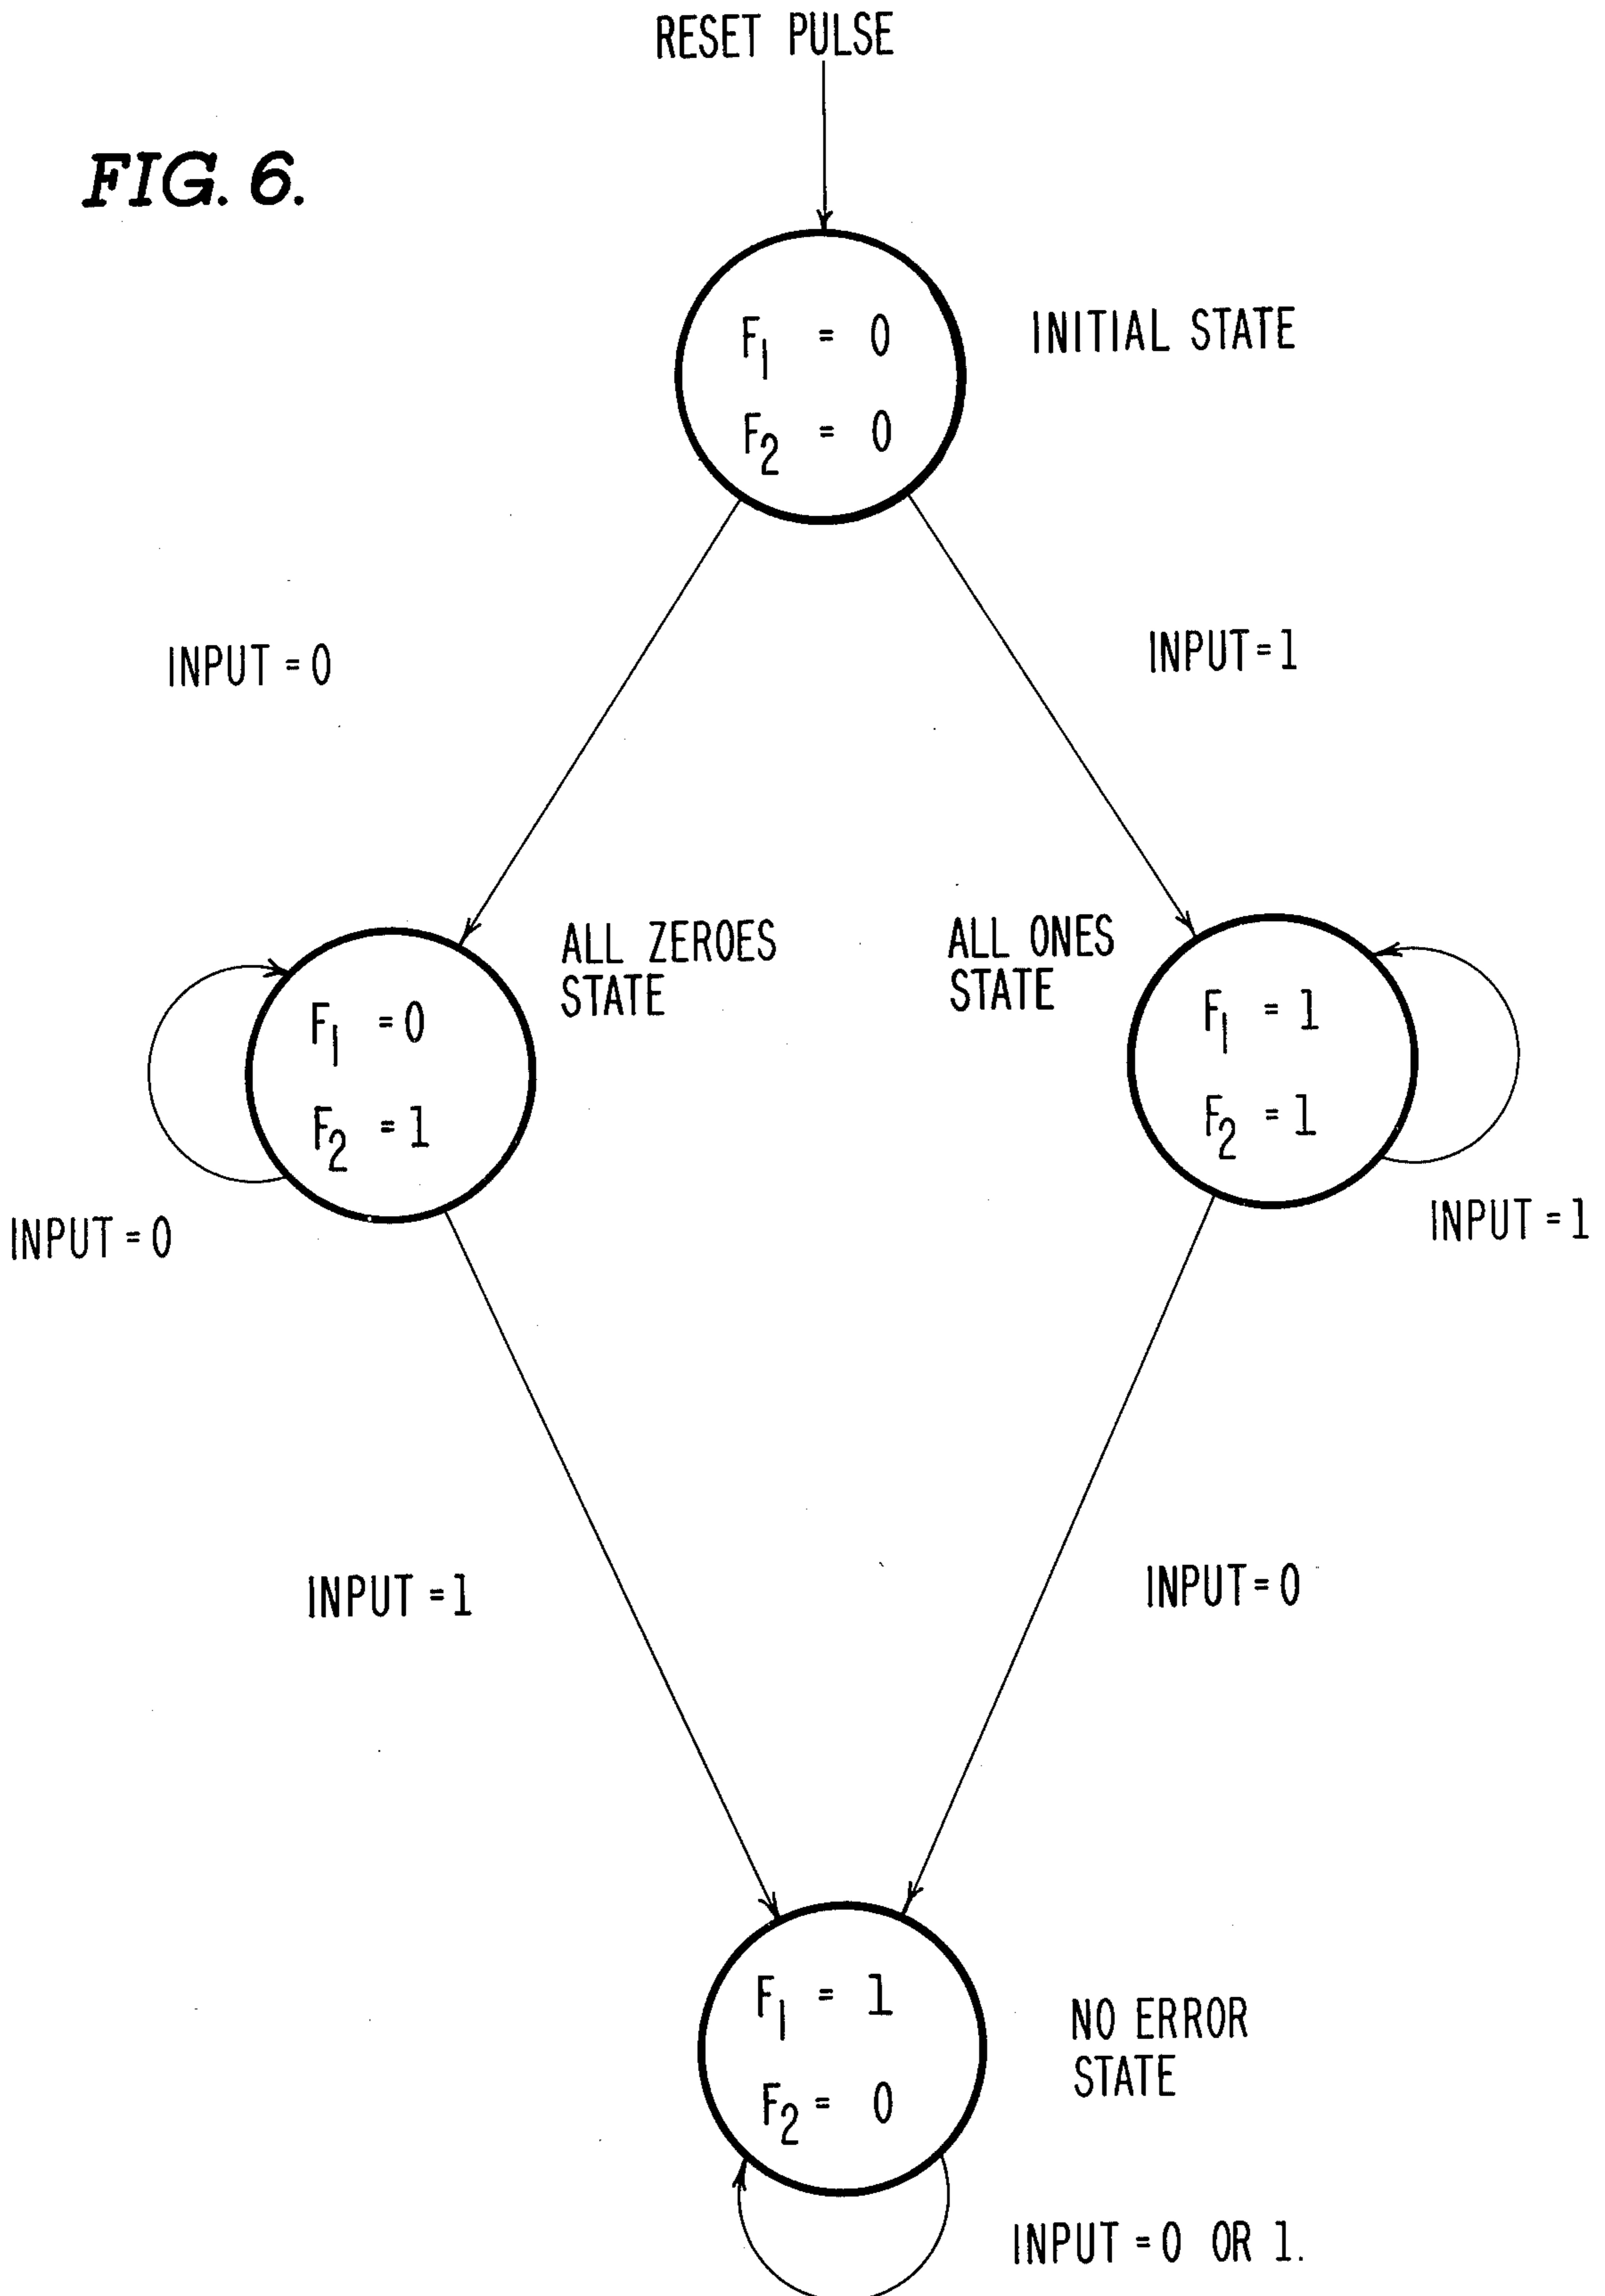 RESET PULSE
FIG. 6.
F1 = 0
F2 = 0
INITIAL STATE
INPUT = 0
INPUT=1
ALL ZEROES
STATE
ALL ONES
STATE
F1 = 0
F2 = 1
F1 = 1
F2 = 1
INPUT = 0
INPUT = 1
INPUT = 1
INPUT = 0
F1 = 1
F2 = 0
NO ERROR
STATE
INPUT = 0 OR 1.